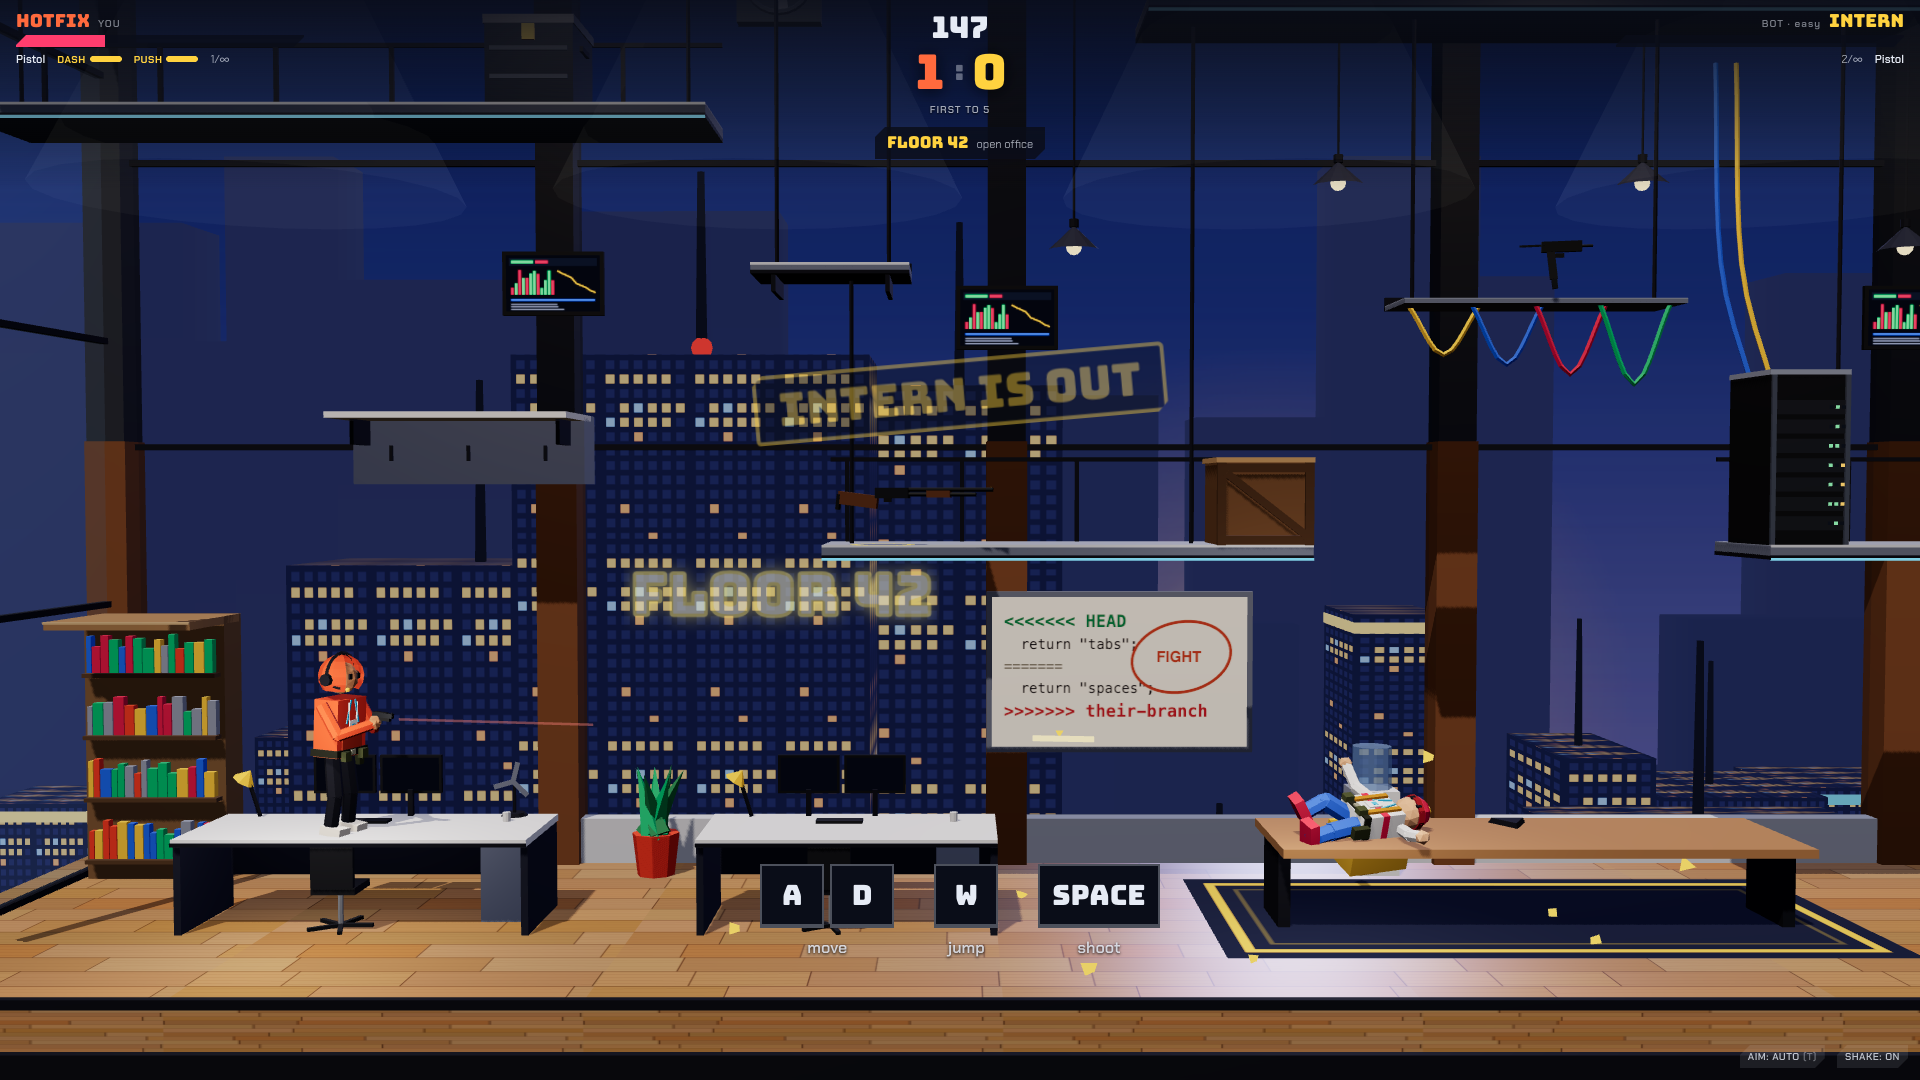 HOTFIX YOU
Pistol DASH PUSH 1/∞
147
1:0
FIRST TO 5
FLOOR 42 open office
BOT · easy INTERN
2/∞ Pistol
INTERN IS OUT
FLOOR 42
<<<<<<< HEAD
return "tabs";
=======
return "spaces";
>>>>>>> their-branch
FIGHT
A D W SPACE
move jump shoot
AIM: AUTO (T) SHAKE: ON